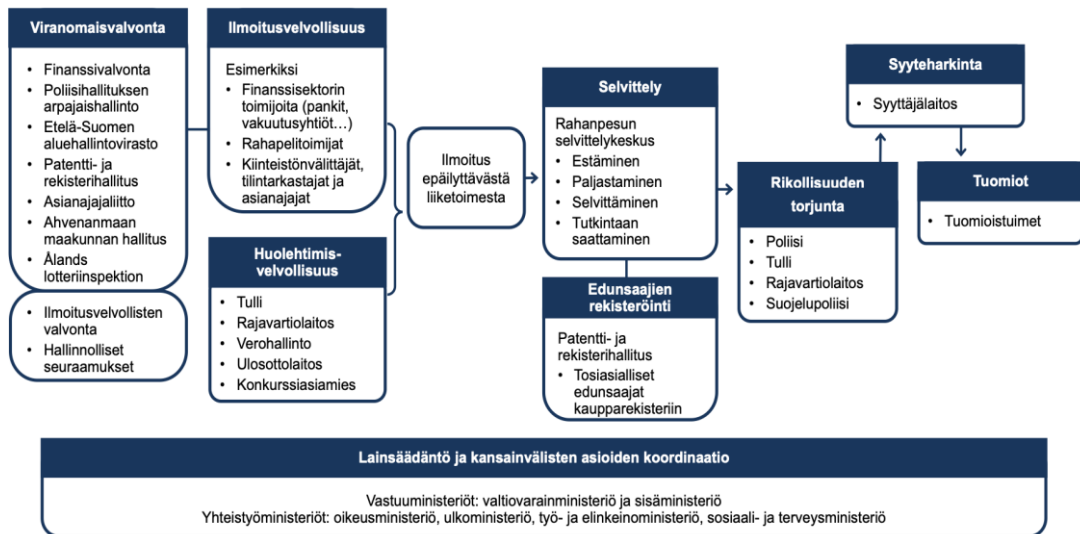 Viranomaisvalvonta
• Finanssivalvonta
• Poliisihallituksen
arpajaishallinto
• Etelä-Suomen
aluehallintovirasto
• Patentti- ja
rekisterihallitus
• Asianajajaliitto
• Ahvenanmaan
maakunnan hallitus
• Ålands
lotteriinspektion
• Ilmoitusvelvollisten
valvonta
• Hallinnolliset
seuraamukset
Ilmoitusvelvollisuus
Esimerkiksi
• Finanssisektorin
toimijoita (pankit,
vakuutusyhtiöt…)
• Rahapelitoimijat
• Kiinteistönvälittäjät,
tilintarkastajat ja
asianajajat
Huolehtimis-
velvollisuus
• Tulli
• Rajavartiolaitos
• Verohallinto
• Ulosottolaitos
• Konkurssiasiamies
Ilmoitus
epäilyttävästä
liiketoimesta
Selvittely
Rahanpesun
selvittelykeskus
• Estäminen
• Paljastaminen
• Selvittäminen
• Tutkintaan
saattaminen
Edunsaajien
rekisteröinti
Patentti- ja
rekisterihallitus
• Tosiasialliset
edunsaajat
kaupparekisteriin
Rikollisuuden
torjunta
• Poliisi
• Tulli
• Rajavartiolaitos
• Suojelupoliisi
Syyteharkinta
• Syyttäjälaitos
Tuomiot
• Tuomioistuimet
Lainsäädäntö ja kansainvälisten asioiden koordinaatio
Vastuuministeriöt: valtiovarainministeriö ja sisäministeriö
Yhteistyöministeriöt: oikeusministeriö, ulkoministeriö, työ- ja elinkeinoministeriö, sosiaali- ja terveysministeriö